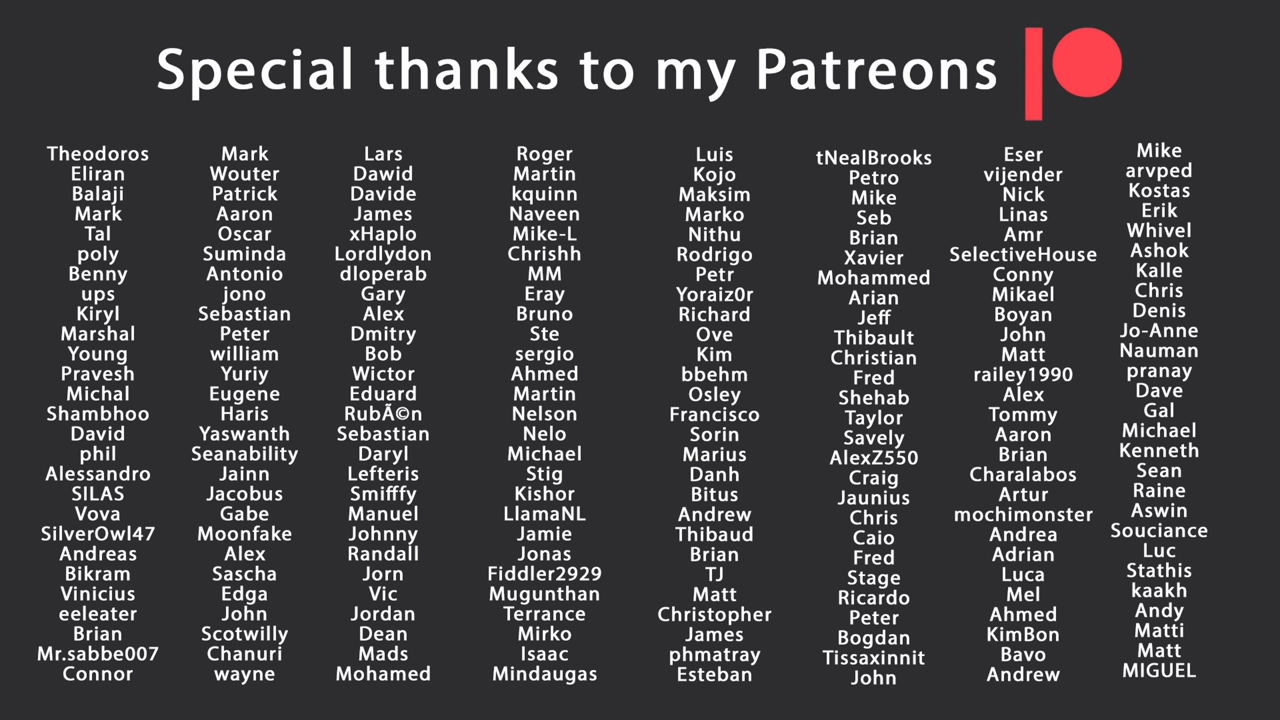 Special thanks to my Patreons
Theodoros
Eliran
Balaji
Mark
Tal
poly
Benny
ups
Kiryl
Marshal
Young
Pravesh
Michal
Shambhoo
David
phil
Alessandro
SILAS
Vova
SilverOwl47
Andreas
Bikram
Vinicius
eeleater
Brian
Mr.sabbe007
Connor
Mark
Wouter
Patrick
Aaron
Oscar
Suminda
Antonio
jono
Sebastian
Peter
william
Yuriy
Eugene
Haris
Yaswanth
Seanability
Jainn
Jacobus
Gabe
Moonfake
Alex
Sascha
Edga
John
Scotwilly
Chanuri
wayne
Lars
Dawid
Davide
James
xHaplo
Lordlydon
dloperab
Gary
Alex
Dmitry
Bob
Wictor
Eduard
RubÃ©n
Sebastian
Daryl
Lefteris
Smifffy
Manuel
Johnny
Randall
Jorn
Vic
Jordan
Dean
Mads
Mohamed
Roger
Martin
kquinn
Naveen
Mike-L
Chrishh
MM
Eray
Bruno
Ste
sergio
Ahmed
Martin
Nelson
Nelo
Michael
Stig
Kishor
LlamaNL
Jamie
Jonas
Fiddler2929
Mugunthan
Terrance
Mirko
Isaac
Mindaugas
Luis
Kojo
Maksim
Marko
Nithu
Rodrigo
Petr
Yoraiz0r
Richard
Ove
Kim
bbehm
Osley
Francisco
Sorin
Marius
Danh
Bitus
Andrew
Thibaud
Brian
TJ
Matt
Christopher
James
phmatray
Esteban
tNealBrooks
Petro
Mike
Seb
Brian
Xavier
Mohammed
Arian
Jeff
Thibault
Christian
Fred
Shehab
Taylor
Savely
AlexZ550
Craig
Jaunius
Chris
Caio
Fred
Stage
Ricardo
Peter
Bogdan
Tissaxinnit
John
Eser
vijender
Nick
Linas
Amr
SelectiveHouse
Conny
Mikael
Boyan
John
Matt
railey1990
Alex
Tommy
Aaron
Brian
Charalabos
Artur
mochimonster
Andrea
Adrian
Luca
Mel
Ahmed
KimBon
Bavo
Andrew
Mike
arvped
Kostas
Erik
Whivel
Ashok
Kalle
Chris
Denis
Jo-Anne
Nauman
pranay
Dave
Gal
Michael
Kenneth
Sean
Raine
Aswin
Souciance
Luc
Stathis
kaakh
Andy
Matti
Matt
MIGUEL